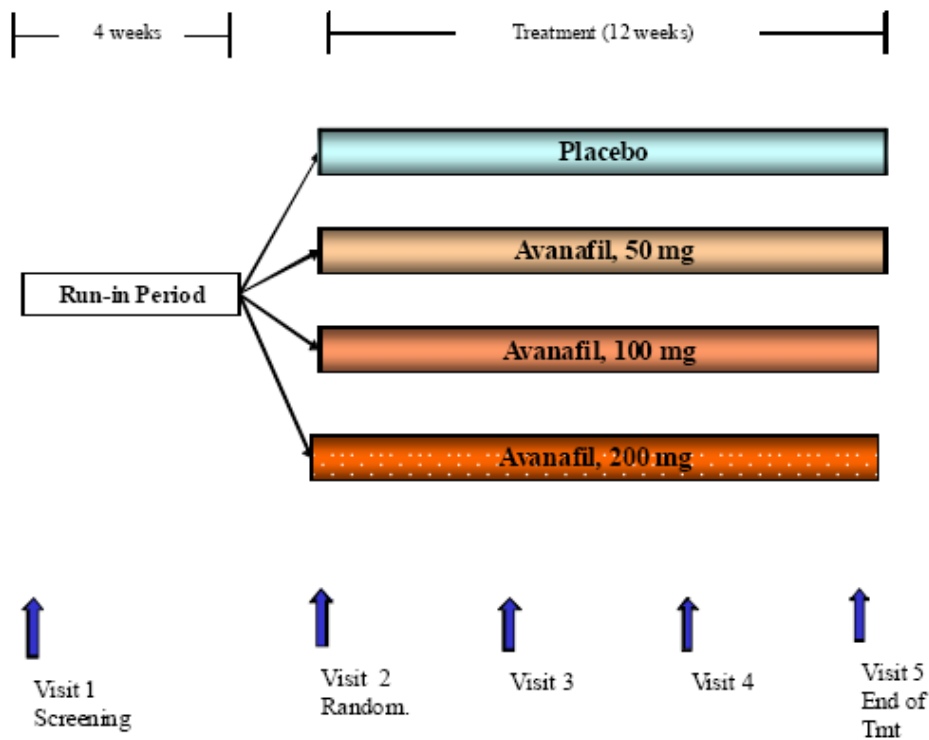 4 weeks
Treatment (12 weeks)
Placebo
Avanafil, 50 mg
Run-in Period
Avanafil, 100 mg
Avanafil, 200 mg
Visit 1
Screening
Visit 2
Random.
Visit 3
Visit 4
Visit 5
End of
Tmt